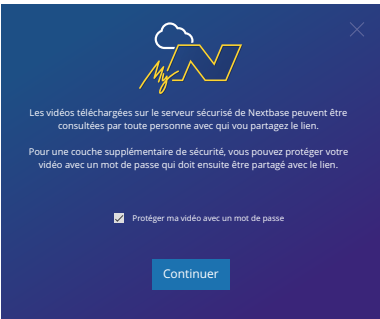 My N
Les vidéos téléchargées sur le serveur sécurisé de Nextbase peuvent être
consultées par toute personne avec qui vou partagez le lien.
Pour une couche supplémentaire de sécurité, vous pouvez protéger votre
vidéo avec un mot de passe qui doit ensuite être partagé avec le lien.
Protéger ma vidéo avec un mot de passe
Continuer